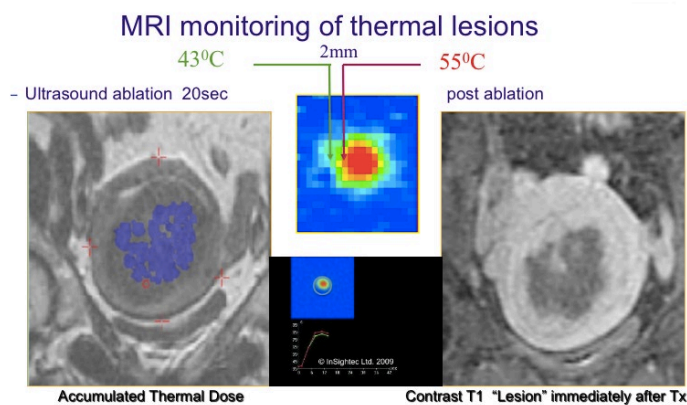 MRI monitoring of thermal lesions
43⁰C
2mm
55⁰C
– Ultrasound ablation 20sec
post ablation
© InSightec Ltd. 2009
Accumulated Thermal Dose
Contrast T1 "Lesion" immediately after Tx